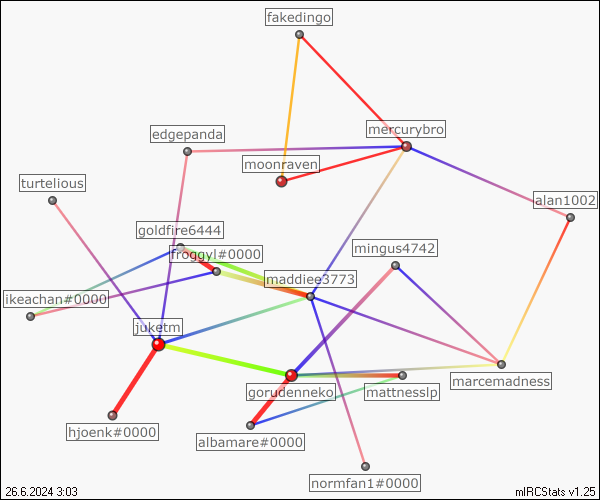 fakedingo
edgepanda
mercurybro
moonraven
turtelious
alan1002
goldfire6444
mingus4742
froggyl#0000
maddiee3773
ikeachan#0000
juketm
marcemadness
gorudenneko
mattnesslp
hjoenk#0000
albamare#0000
normfan1#0000
26.6.2024 3:03
mIRCStats v1.25